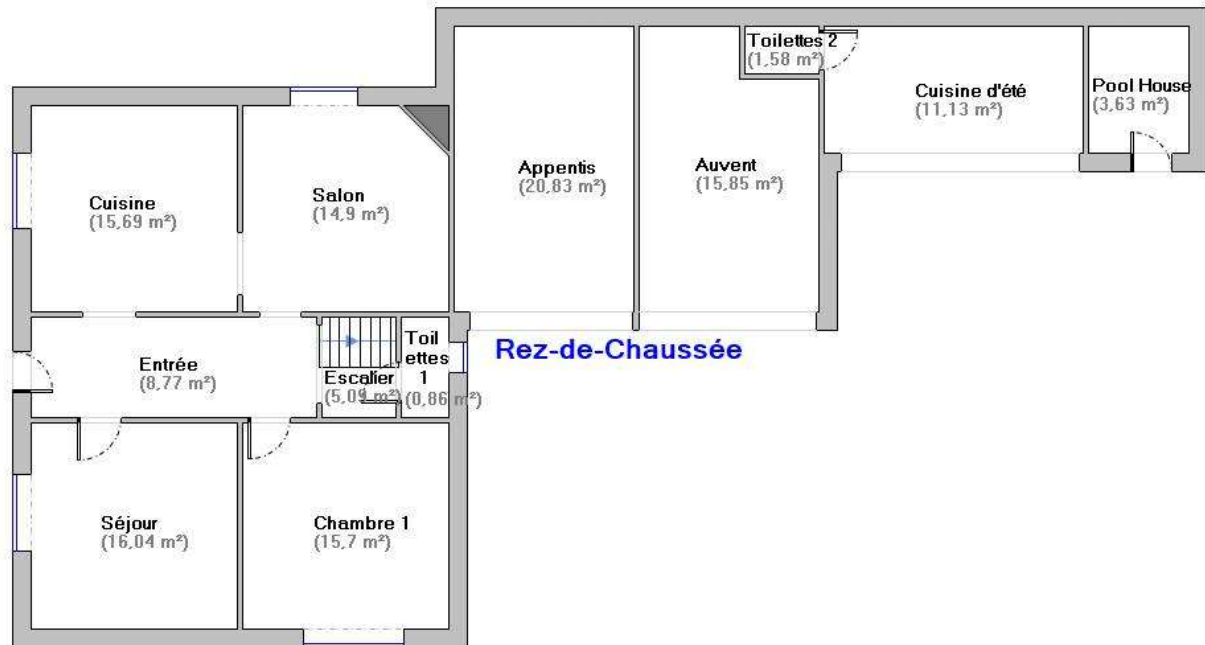 Toilettes 2
(1,58 m²)
Cuisine d'été
(11,13 m²)
Pool House
(3,63 m²)
Appentis
(20,83 m²)
Auvent
(15,85 m²)
Cuisine
(15,69 m²)
Salon
(14,9 m²)
Rez-de-Chaussée
Entrée
(8,77 m²)
Escalier
(5,09 m²)
Toil
ettes
1
(0,86 m²)
Séjour
(16,04 m²)
Chambre 1
(15,7 m²)